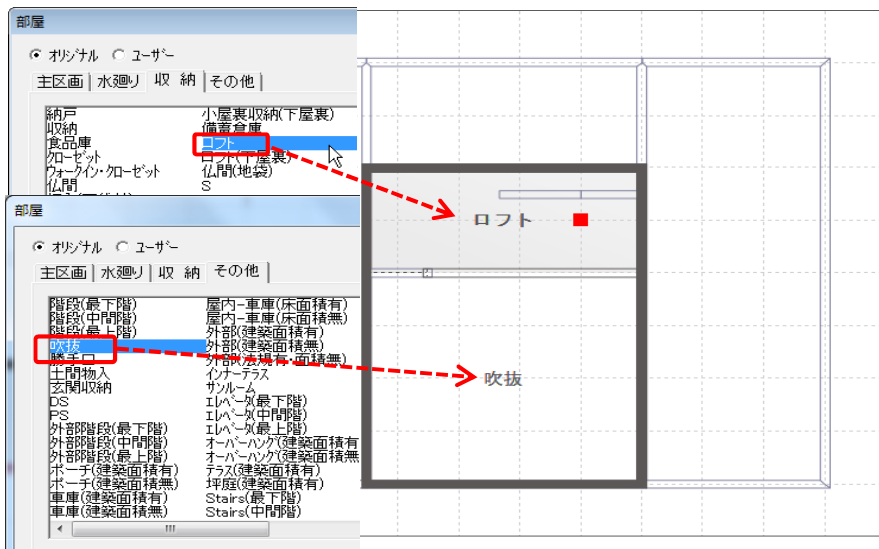 部屋
オリジナル ユーザー
主区画 水廻り 収 納 その他
納戸 小屋裏収納(下屋裏)
収納 備蓄倉庫
食品庫 ロフト
クローゼット ロフト(下屋裏)
ウォークイン・クローゼット 仏間(地袋)
仏間 S
部屋
オリジナル ユーザー
主区画 水廻り 収 納 その他
階段(最下階) 屋内-車庫(床面積有)
階段(中間階) 屋内-車庫(床面積無)
階段(最上階) 外部(建築面積有)
吹抜 外部(建築面積無)
勝手口 外部(法規有・面積無)
土間物入 インナーテラス
玄関収納 サンルーム
DS エレベータ(最下階)
PS エレベータ(中間階)
外部階段(最下階) エレベータ(最上階)
外部階段(中間階) オーバーハング(建築面積有
外部階段(最上階) オーバーハング(建築面積無
ポーチ(建築面積有) テラス(建築面積有)
ポーチ(建築面積無) 坪庭(建築面積有)
車庫(建築面積有) Stairs(最下階)
車庫(建築面積無) Stairs(中間階)
ロフト
吹抜